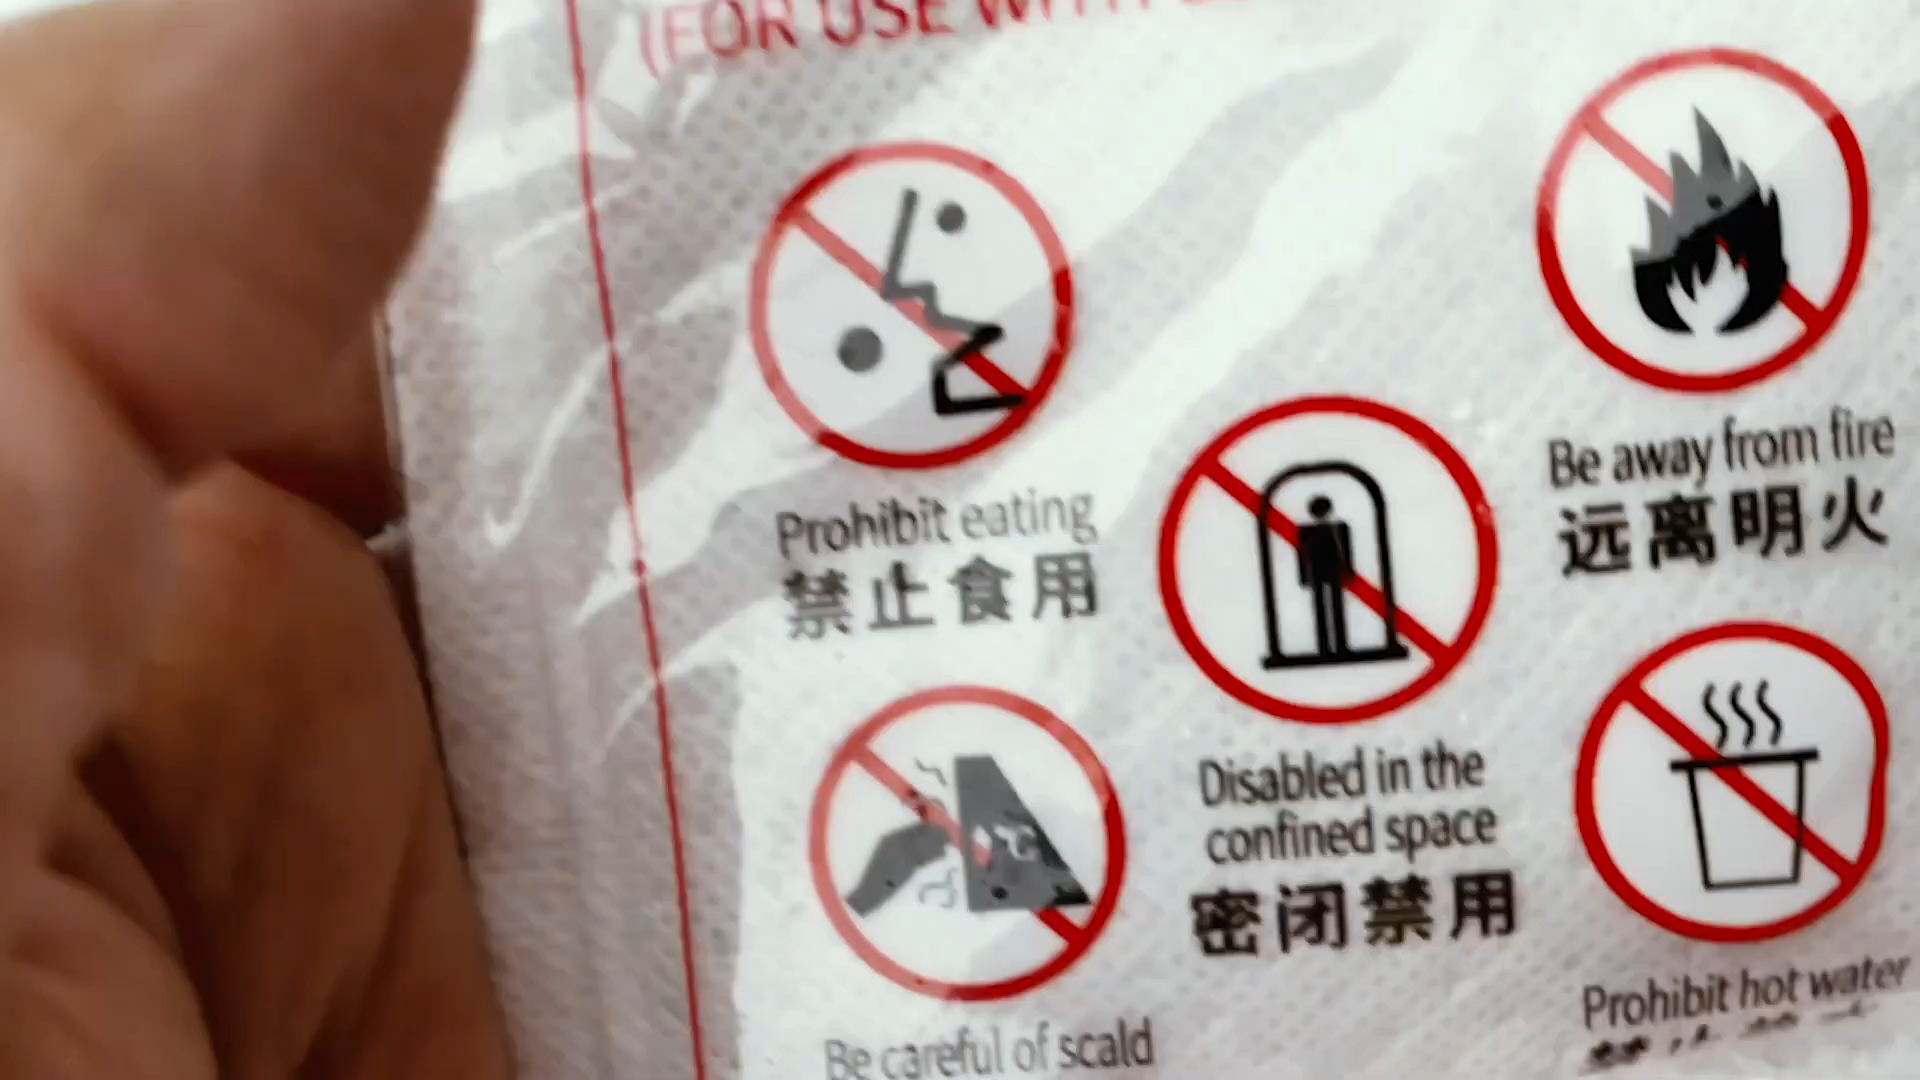 (FOR USE WITH
Prohibit eating
禁止食用
Be away from fire
远离明火
Disabled in the
confined space
密闭禁用
Be careful of scald
Prohibit hot water